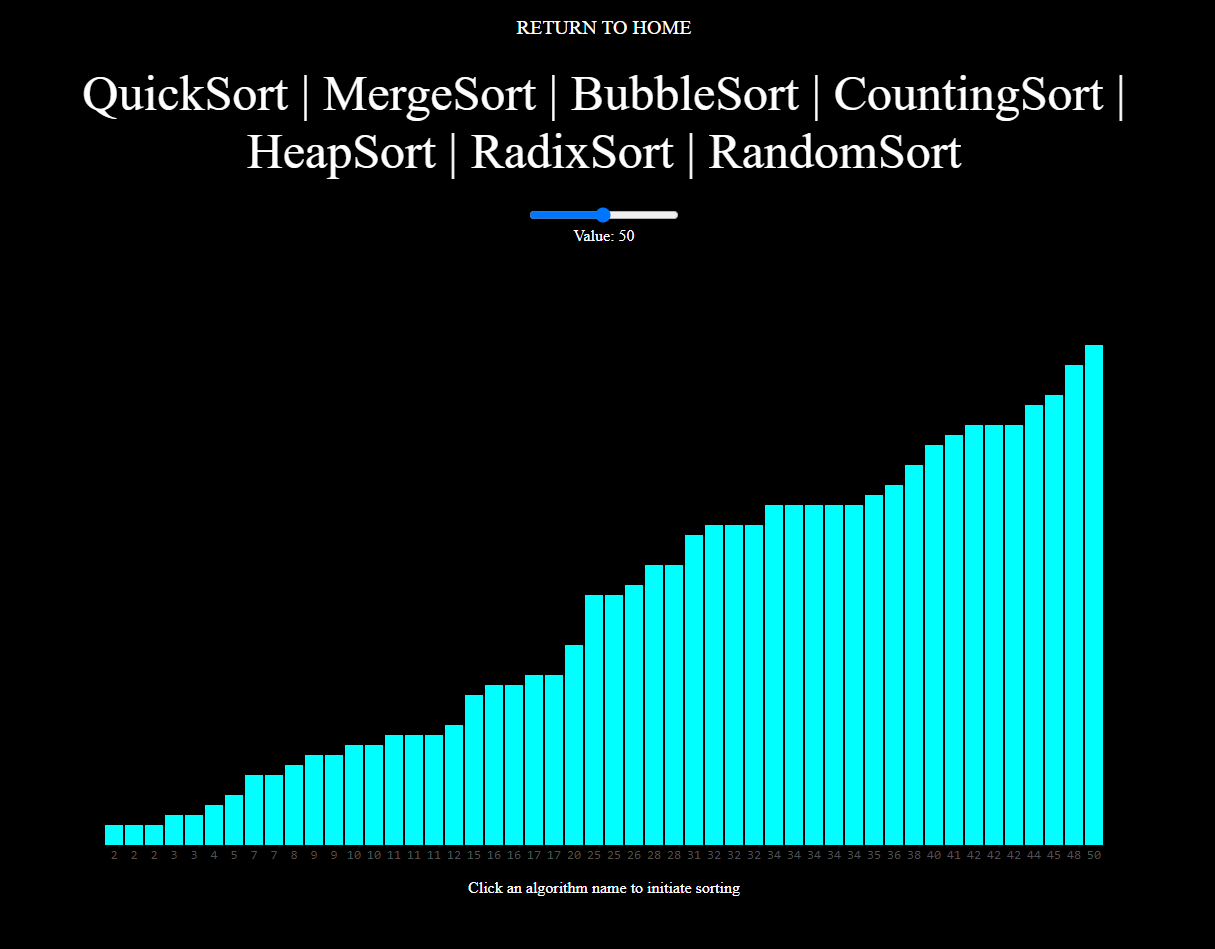 RETURN TO HOME
QuickSort | MergeSort | BubbleSort | CountingSort |
HeapSort | RadixSort | RandomSort
Value: 50
2 2 2 3 3 4 5 7 7 8 9 9 10 10 11 11 11 12 15 16 16 17 17 20 25 25 26 28 28 31 32 32 32 34 34 34 34 34 35 36 38 40 41 42 42 42 44 45 48 50
Click an algorithm name to initiate sorting